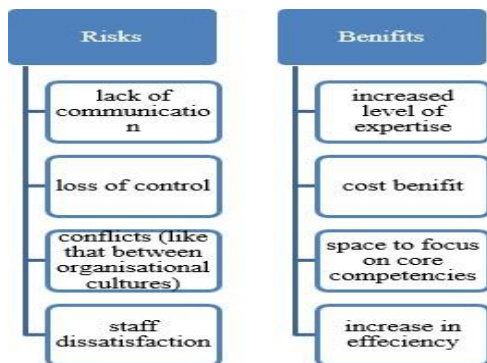 Risks
lack of
communicatio
n
loss of control
conflicts (like
that between
organisational
cultures)
staff
dissatisfaction
Benifits
increased
level of
expertise
cost benifit
space to focus
on core
competencies
increase in
effeciency